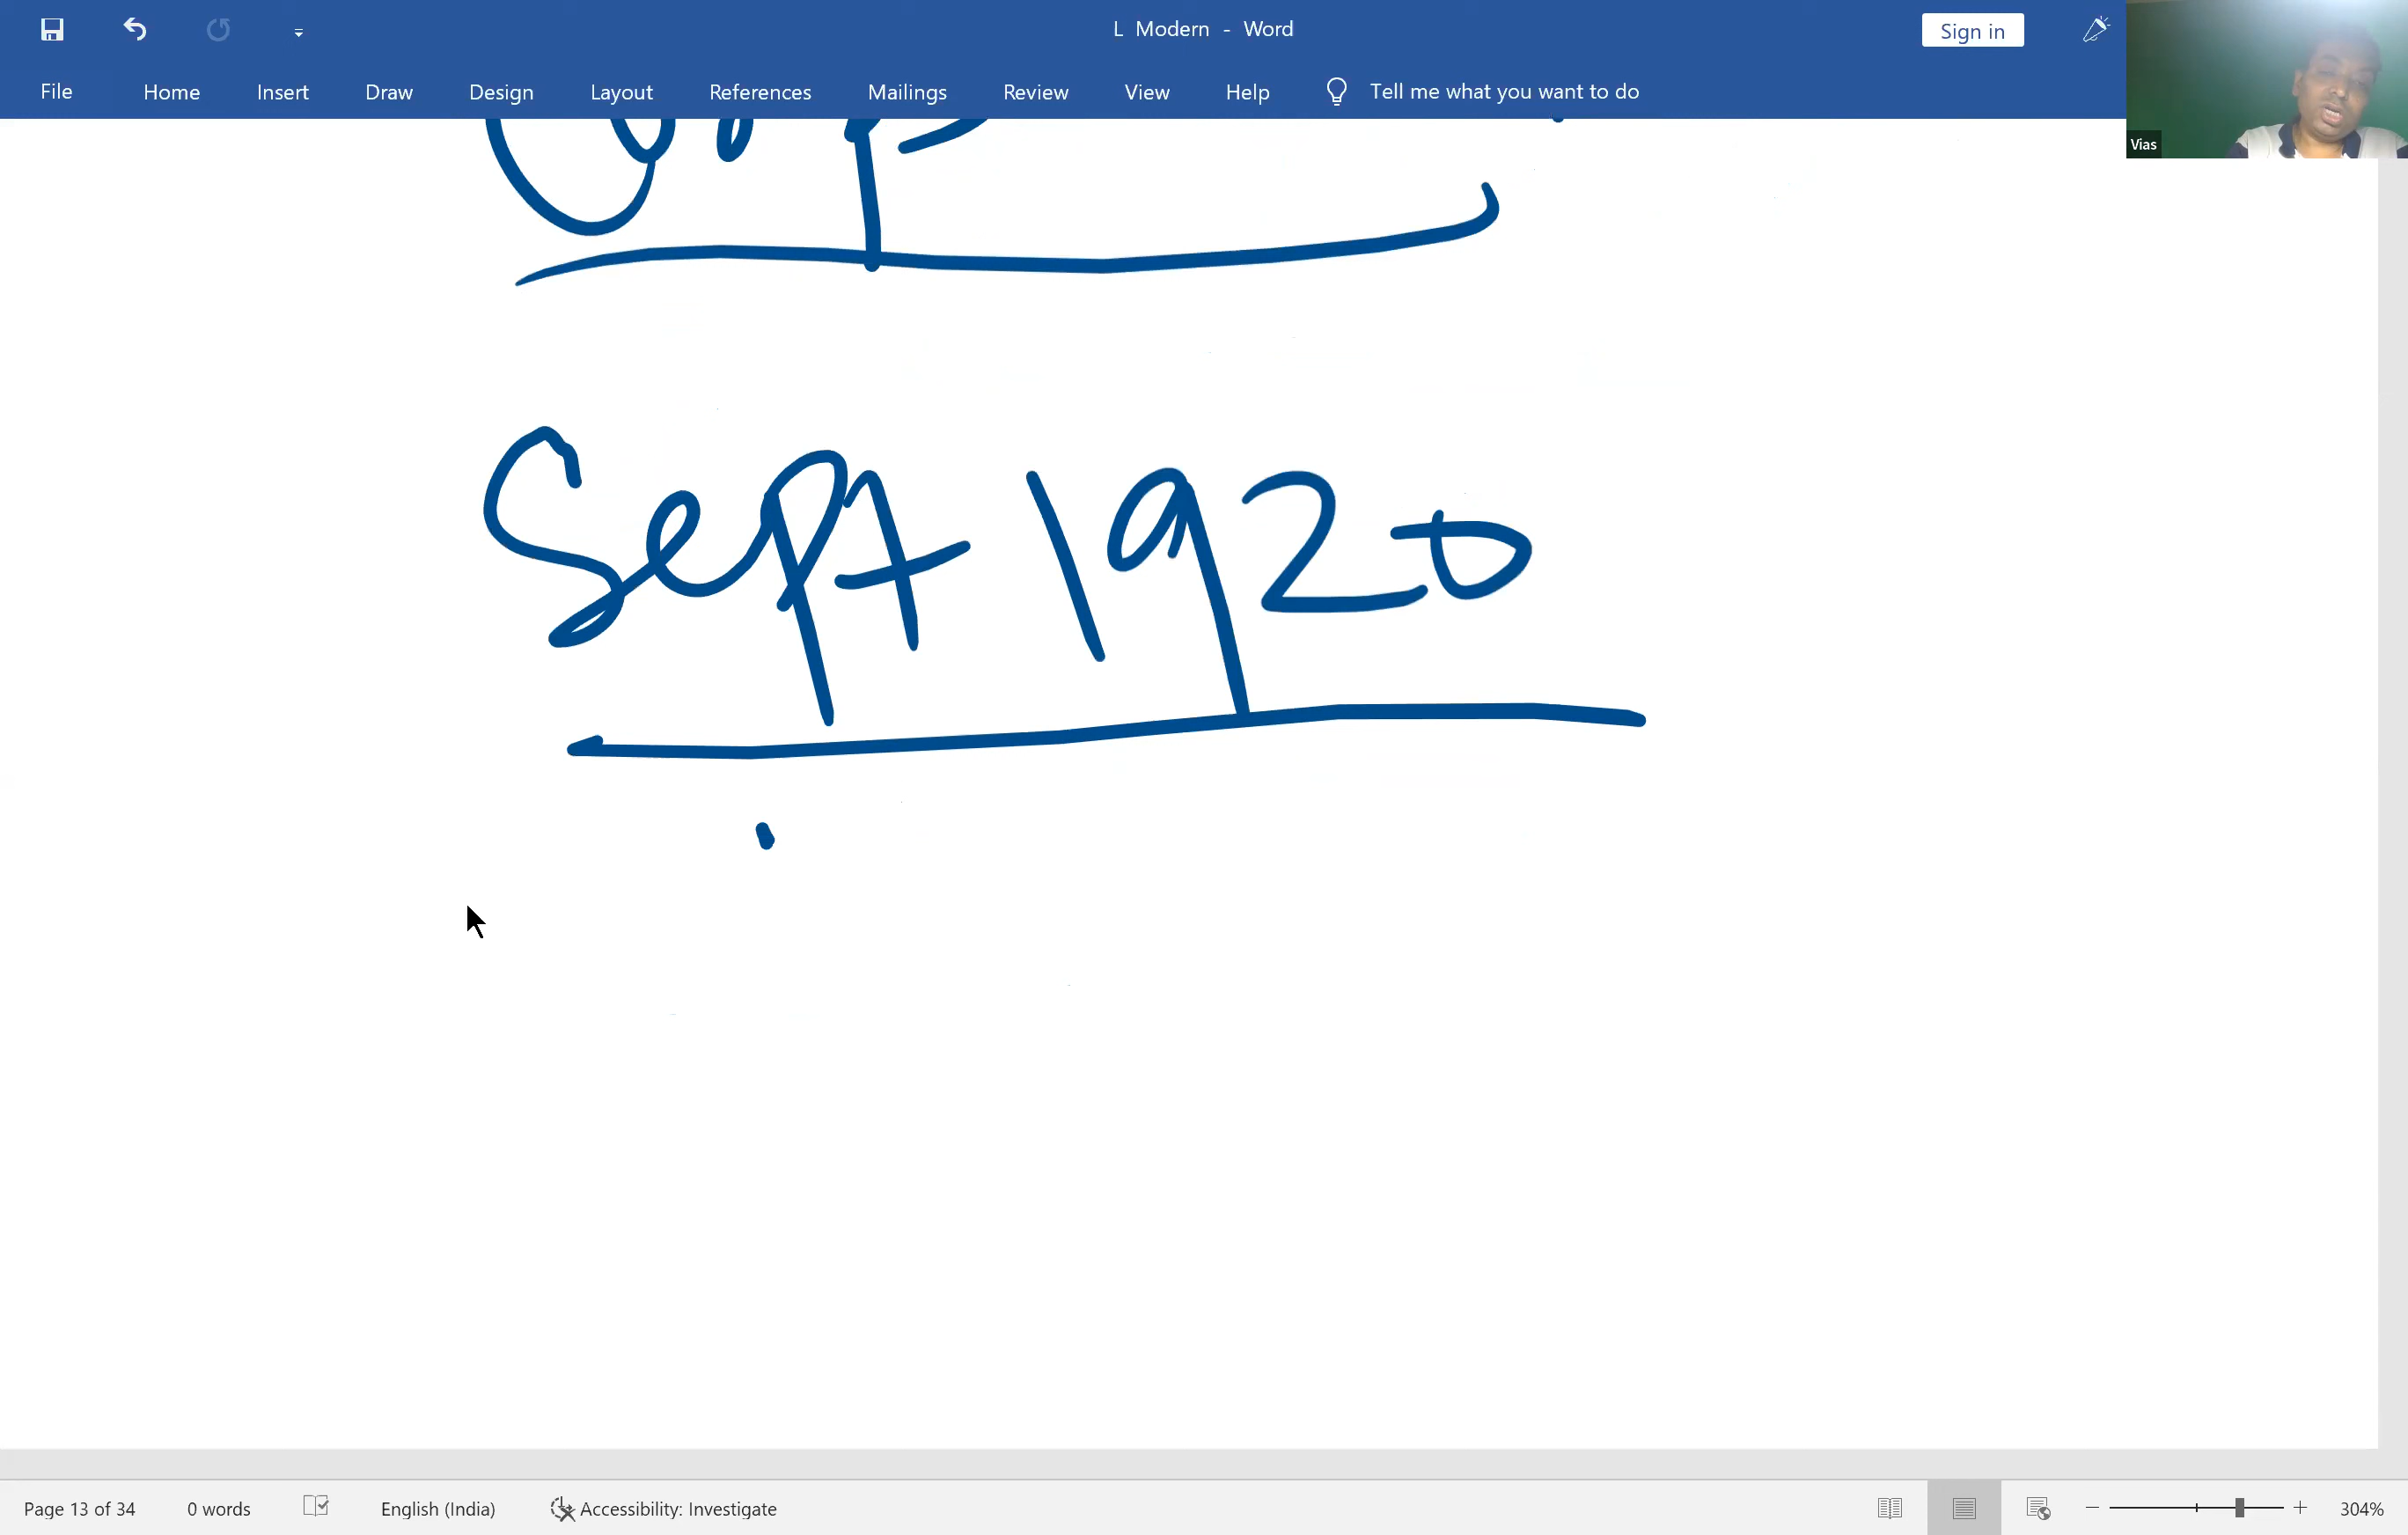 L Modern - Word
Sign in
File Home Insert Draw Design Layout References Mailings Review View Help Tell me what you want to do
Vias
Sept 1920
Page 13 of 34 0 words English (India) Accessibility: Investigate 304%